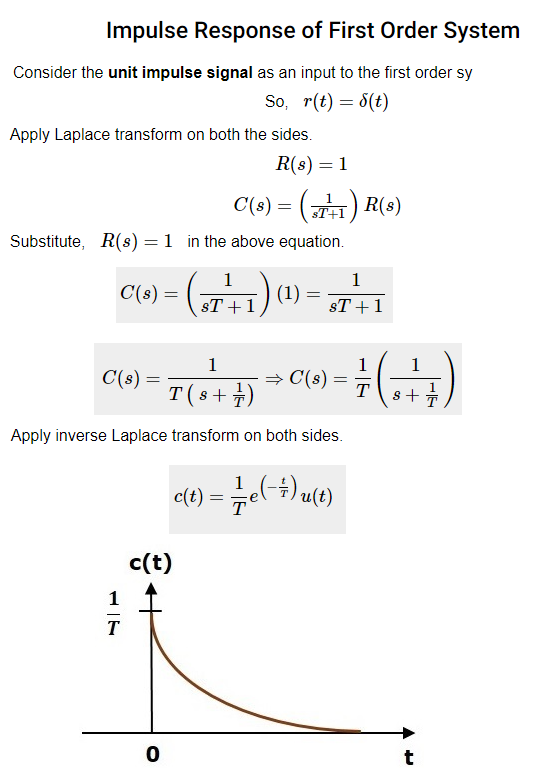 Impulse Response of First Order System
Consider the unit impulse signal as an input to the first order sy
So, r(t) = δ(t)
Apply Laplace transform on both the sides.
R(s) = 1
C(s) = (1/(sT+1)) R(s)
Substitute, R(s) = 1 in the above equation.
C(s) = (1/(sT + 1)) (1) = 1/(sT + 1)
C(s) = 1/(T(s + 1/T)) ⇒ C(s) = 1/T (1/(s + 1/T))
Apply inverse Laplace transform on both sides.
c(t) = 1/T e^(−t/T) u(t)
c(t)
1/T
0
t